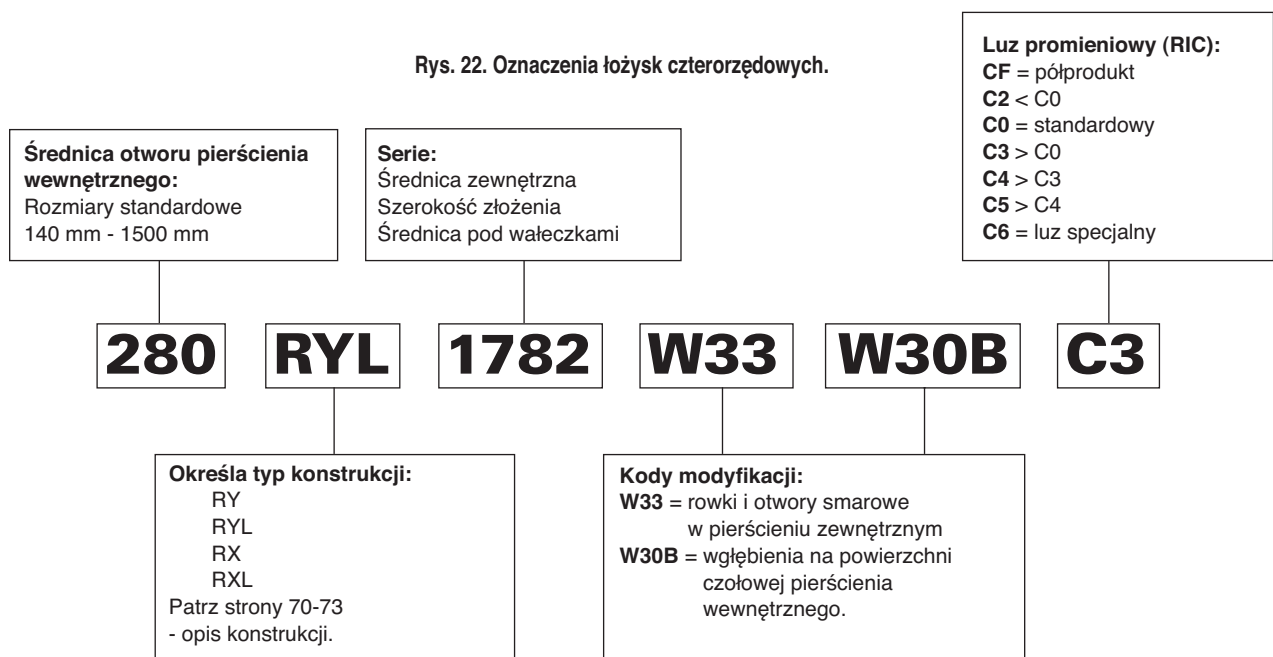 Rys. 22. Oznaczenia łożysk czterorzędowych.
Luz promieniowy (RIC):
CF = półprodukt
C2 < C0
C0 = standardowy
C3 > C0
C4 > C3
C5 > C4
C6 = luz specjalny
Średnica otworu pierścienia
wewnętrznego:
Rozmiary standardowe
140 mm - 1500 mm
Serie:
Średnica zewnętrzna
Szerokość złożenia
Średnica pod wałeczkami
280 RYL 1782 W33 W30B C3
Określa typ konstrukcji:
RY
RYL
RX
RXL
Patrz strony 70-73
- opis konstrukcji.
Kody modyfikacji:
W33 = rowki i otwory smarowe
w pierścieniu zewnętrznym
W30B = wgłębienia na powierzchni
czołowej pierścienia
wewnętrznego.